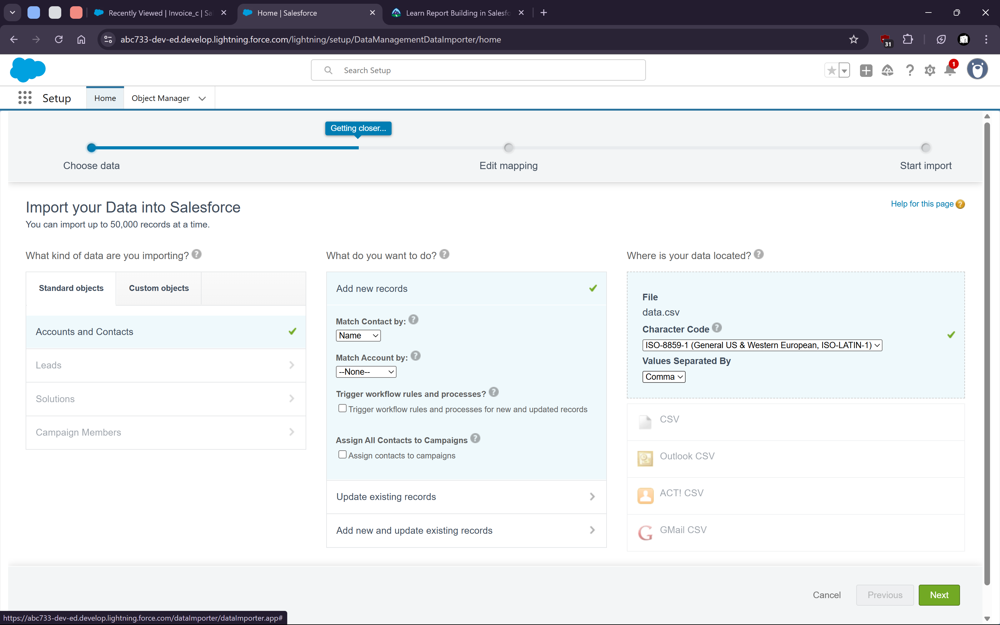 Recently Viewed | Invoice_c | Sa
Home | Salesforce
Learn Report Building in Salesfo
abc733-dev-ed.develop.lightning.force.com/lightning/setup/DataManagementDataImporter/home
31
Search Setup
1
Setup
Home
Object Manager
Getting closer...
Choose data
Edit mapping
Start import
Import your Data into Salesforce
Help for this page
You can import up to 50,000 records at a time.
What kind of data are you importing? ?
Standard objects
Custom objects
Accounts and Contacts
Leads
Solutions
Campaign Members
What do you want to do? ?
Add new records
Match Contact by: ?
Name
Match Account by: ?
--None--
Trigger workflow rules and processes? ?
Trigger workflow rules and processes for new and updated records
Assign All Contacts to Campaigns ?
Assign contacts to campaigns
Update existing records
Add new and update existing records
Where is your data located? ?
File
data.csv
Character Code ?
ISO-8859-1 (General US & Western European, ISO-LATIN-1)
Values Separated By
Comma
CSV
Outlook CSV
ACT! CSV
GMail CSV
Cancel
Previous
Next
https://abc733-dev-ed.develop.lightning.force.com/dataImporter/dataImporter.app#